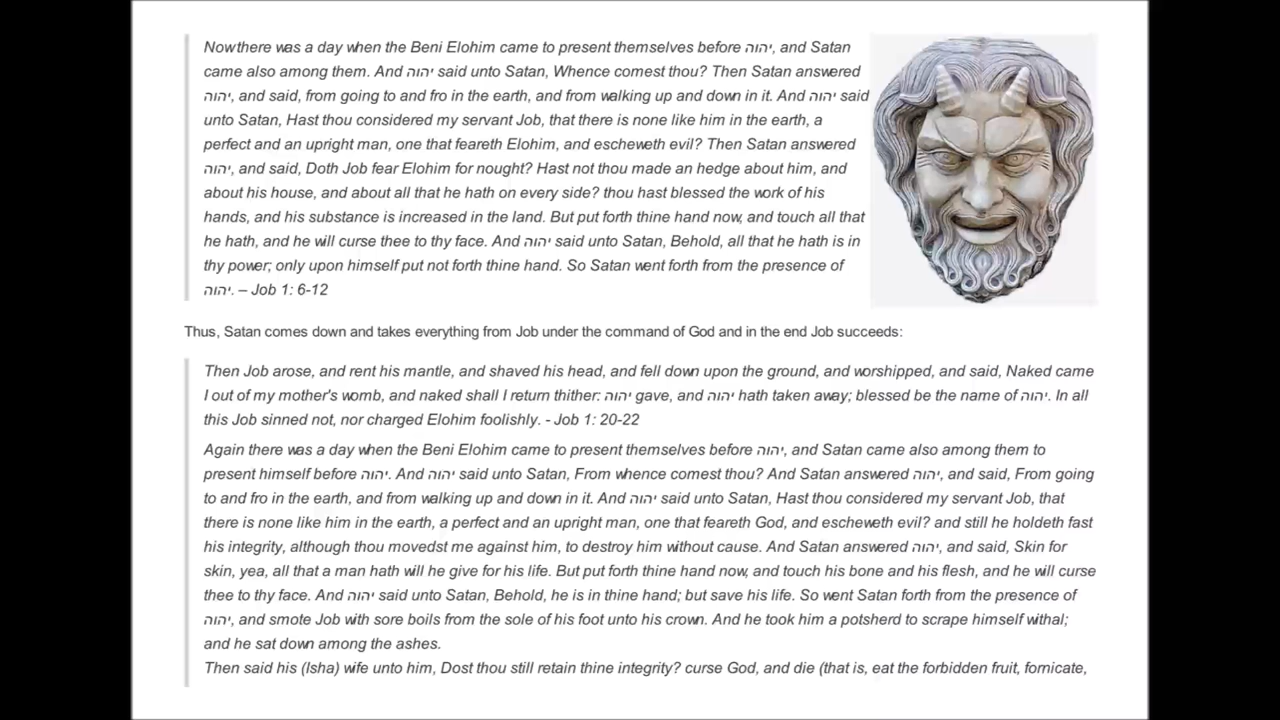 Now there was a day when the Beni Elohim came to present themselves before יהוה, and Satan
came also among them. And יהוה said unto Satan, Whence comest thou? Then Satan answered
יהוה, and said, from going to and fro in the earth, and from walking up and down in it. And יהוה said
unto Satan, Hast thou considered my servant Job, that there is none like him in the earth, a
perfect and an upright man, one that feareth Elohim, and escheweth evil? Then Satan answered
יהוה, and said, Doth Job fear Elohim for nought? Hast not thou made an hedge about him, and
about his house, and about all that he hath on every side? thou hast blessed the work of his
hands, and his substance is increased in the land. But put forth thine hand now, and touch all that
he hath, and he will curse thee to thy face. And יהוה said unto Satan, Behold, all that he hath is in
thy power; only upon himself put not forth thine hand. So Satan went forth from the presence of
יהוה. – Job 1: 6-12
Thus, Satan comes down and takes everything from Job under the command of God and in the end Job succeeds:
Then Job arose, and rent his mantle, and shaved his head, and fell down upon the ground, and worshipped, and said, Naked came
I out of my mother's womb, and naked shall I return thither: יהוה gave, and יהוה hath taken away; blessed be the name of יהוה. In all
this Job sinned not, nor charged Elohim foolishly. - Job 1: 20-22
Again there was a day when the Beni Elohim came to present themselves before יהוה, and Satan came also among them to
present himself before יהוה. And יהוה said unto Satan, From whence comest thou? And Satan answered יהוה, and said, From going
to and fro in the earth, and from walking up and down in it. And יהוה said unto Satan, Hast thou considered my servant Job, that
there is none like him in the earth, a perfect and an upright man, one that feareth God, and escheweth evil? and still he holdeth fast
his integrity, although thou movedst me against him, to destroy him without cause. And Satan answered יהוה, and said, Skin for
skin, yea, all that a man hath will he give for his life. But put forth thine hand now, and touch his bone and his flesh, and he will curse
thee to thy face. And יהוה said unto Satan, Behold, he is in thine hand; but save his life. So went Satan forth from the presence of
יהוה, and smote Job with sore boils from the sole of his foot unto his crown. And he took him a potsherd to scrape himself withal;
and he sat down among the ashes.
Then said his (Isha) wife unto him, Dost thou still retain thine integrity? curse God, and die (that is, eat the forbidden fruit, fornicate,